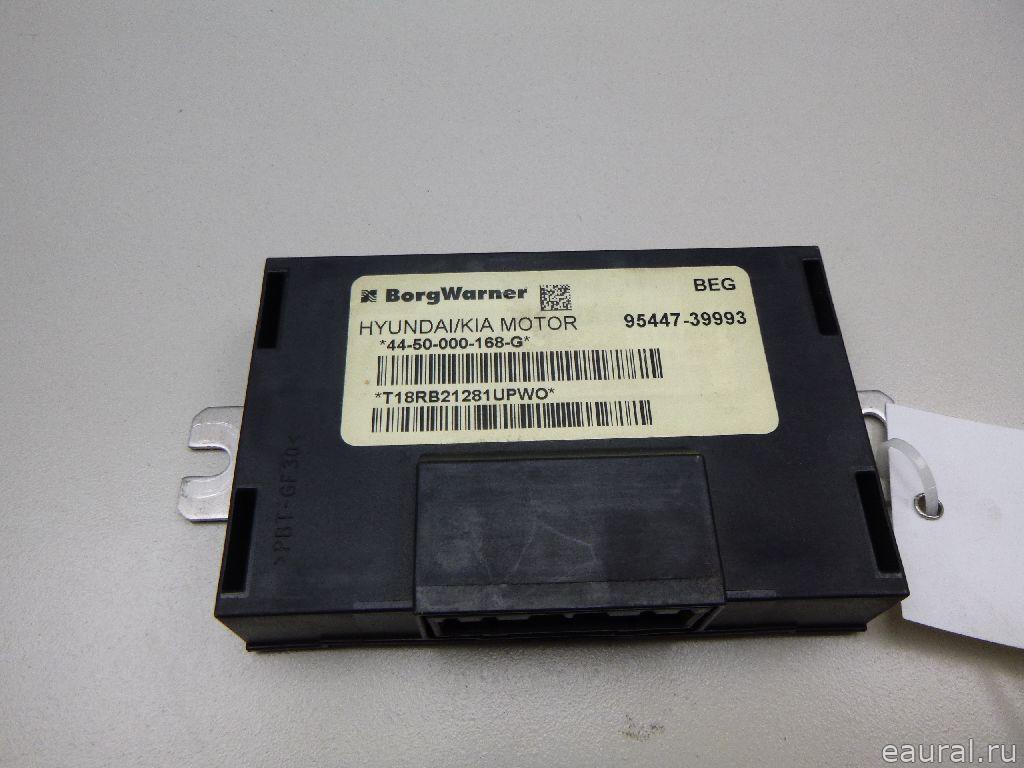 BorgWarner
BEG
HYUNDAI/KIA MOTOR
95447-39993
*44-50-000-168-G*
*T18RB21281UPWO*
>PBT-GF30<
eaural.ru